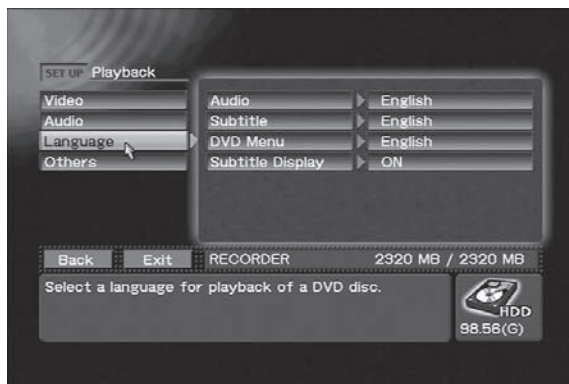 SET UP Playback
Video
Audio
Language
Others
Audio English
Subtitle English
DVD Menu English
Subtitle Display ON
Back Exit RECORDER 2320 MB / 2320 MB
Select a language for playback of a DVD disc.
HDD
98.56(G)